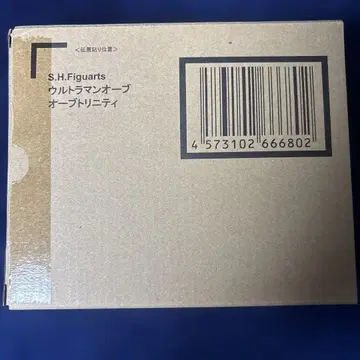 <伝票貼り位置>
S.H.Figuarts
ウルトラマンオーブ
オーブトリニティ
4 573102 666802